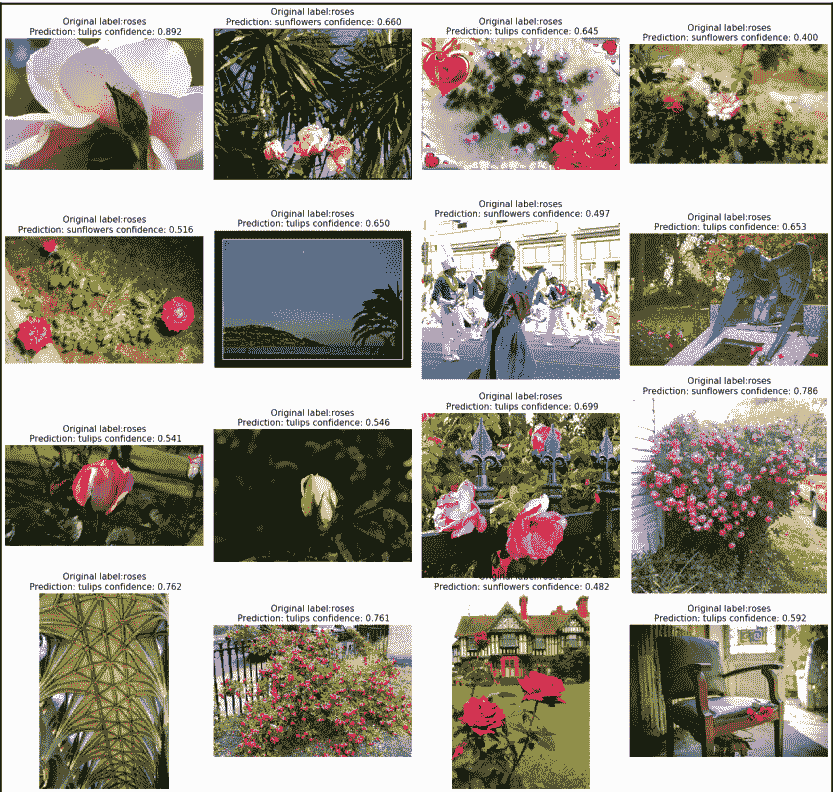 Original label:roses
Prediction: tulips confidence: 0.892
Original label:roses
Prediction: sunflowers confidence: 0.660
Original label:roses
Prediction: tulips confidence: 0.645
Original label:roses
Prediction: sunflowers confidence: 0.400
Original label:roses
Prediction: sunflowers confidence: 0.516
Original label:roses
Prediction: tulips confidence: 0.650
Original label:roses
Prediction: sunflowers confidence: 0.497
Original label:roses
Prediction: tulips confidence: 0.653
Original label:roses
Prediction: tulips confidence: 0.541
Original label:roses
Prediction: tulips confidence: 0.546
Original label:roses
Prediction: tulips confidence: 0.699
Original label:roses
Prediction: sunflowers confidence: 0.786
Original label:roses
Prediction: tulips confidence: 0.762
Original label:roses
Prediction: tulips confidence: 0.761
Original label:roses
Prediction: sunflowers confidence: 0.482
Original label:roses
Prediction: tulips confidence: 0.592